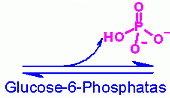 O
HO P O⁻
O⁻
Glucose-6-Phosphatas